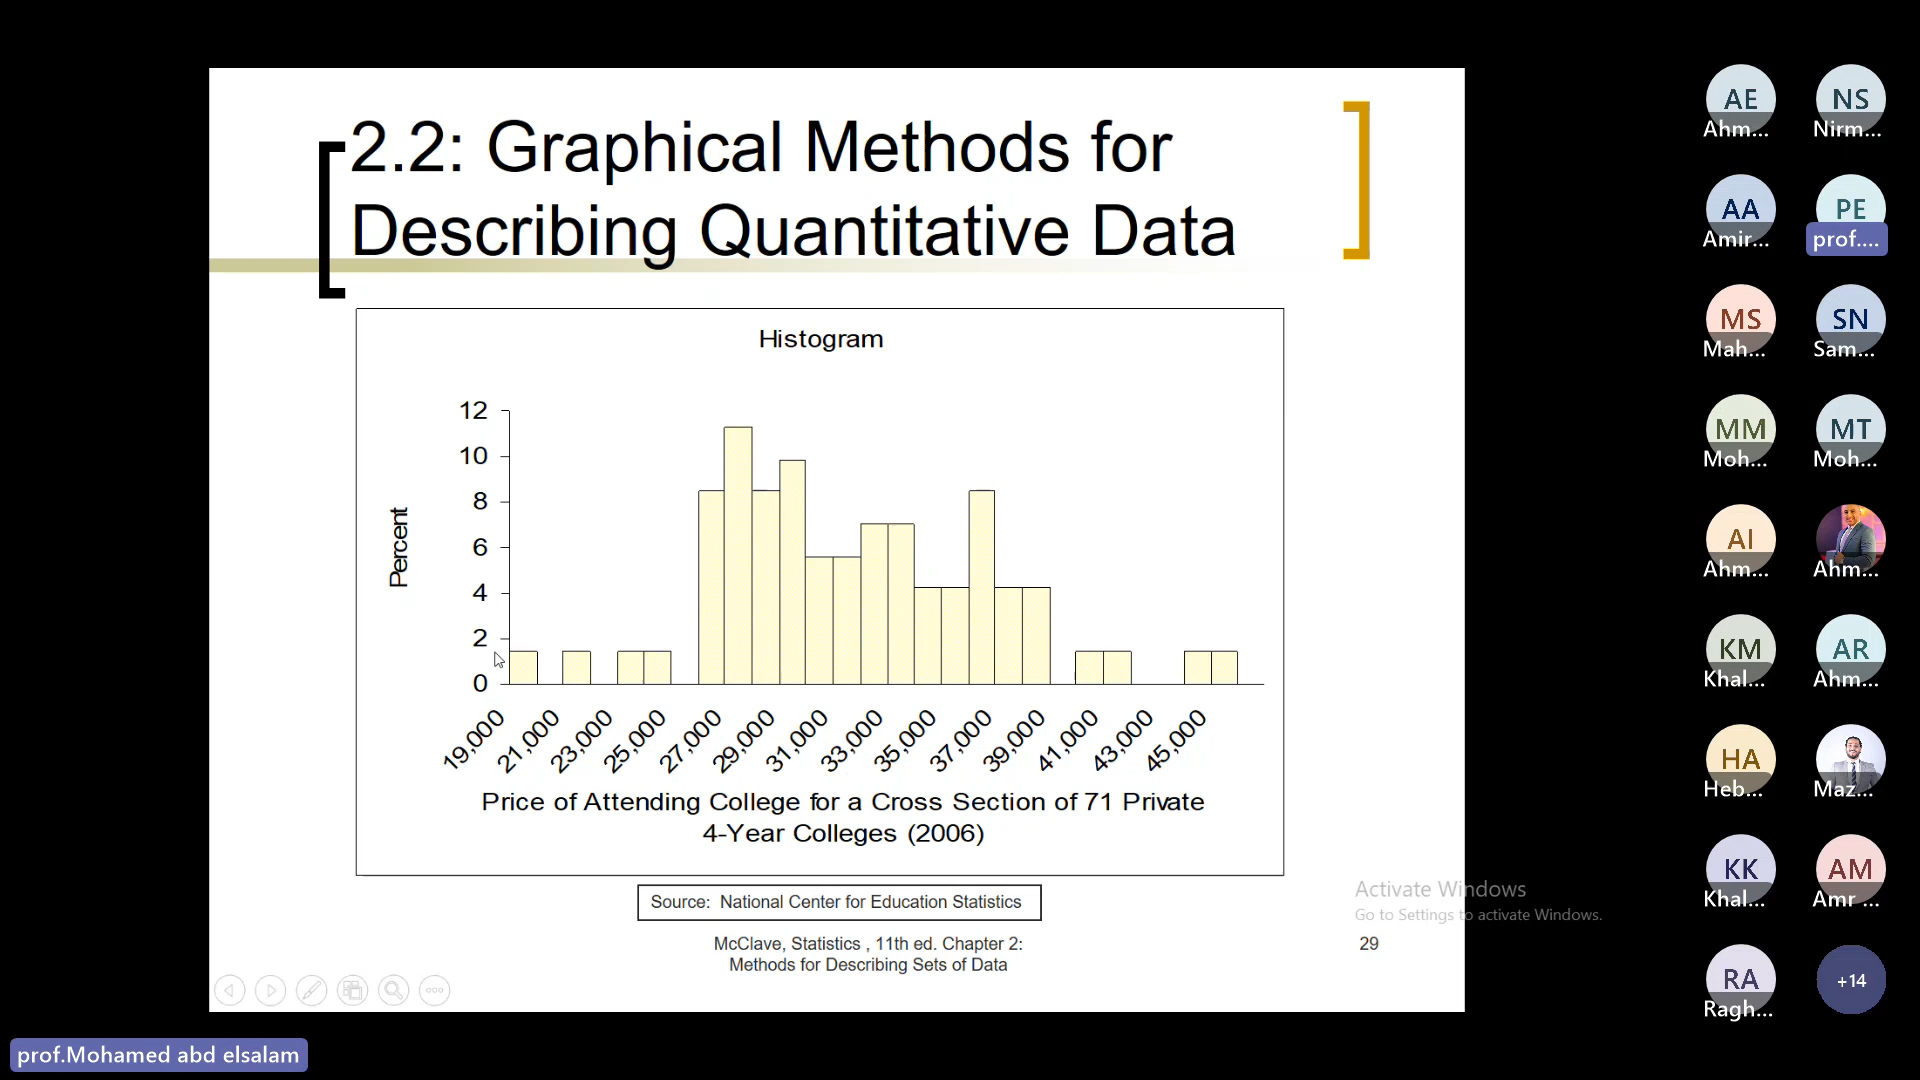 2.2: Graphical Methods for
Describing Quantitative Data
Histogram
12
10
8
6
4
2
0
Percent
19,000
21,000
23,000
25,000
27,000
29,000
31,000
33,000
35,000
37,000
39,000
41,000
43,000
45,000
Price of Attending College for a Cross Section of 71 Private
4-Year Colleges (2006)
Source: National Center for Education Statistics
McClave, Statistics , 11th ed. Chapter 2:
Methods for Describing Sets of Data
29
Activate Windows
Go to Settings to activate Windows.
AE
Ahm...
NS
Nirm...
AA
Amir...
PE
prof....
MS
Mah...
SN
Sam...
MM
Moh...
MT
Moh...
AI
Ahm...
Ahm...
KM
Khal...
AR
Ahm...
HA
Heb...
Maz...
KK
Khal...
AM
Amr ...
RA
Ragh...
+14
prof.Mohamed abd elsalam